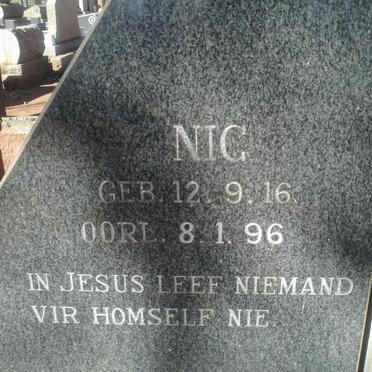 NIC
GEB. 12. 9. 16.
OORL. 8. 1. 96
IN JESUS LEEF NIEMAND
VIR HOMSELF NIE.